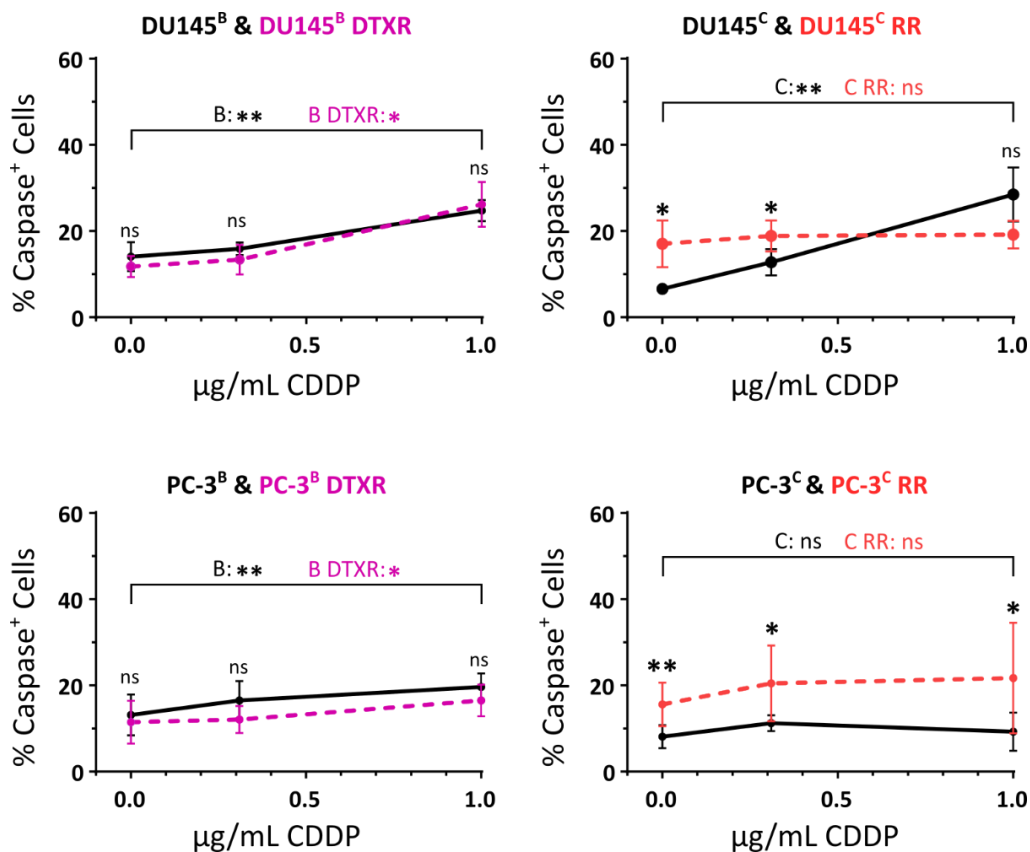 DU145ᴮ & DU145ᴮ DTXR
60
40
20
0
% Caspase⁺ Cells
B: ** B DTXR: *
ns
ns
ns
0.0 0.5 1.0
µg/mL CDDP
DU145ᶜ & DU145ᶜ RR
60
40
20
0
% Caspase⁺ Cells
C: ** C RR: ns
*
*
ns
0.0 0.5 1.0
µg/mL CDDP
PC-3ᴮ & PC-3ᴮ DTXR
60
40
20
0
% Caspase⁺ Cells
B: ** B DTXR: *
ns
ns
ns
0.0 0.5 1.0
µg/mL CDDP
PC-3ᶜ & PC-3ᶜ RR
60
40
20
0
% Caspase⁺ Cells
C: ns C RR: ns
**
*
*
0.0 0.5 1.0
µg/mL CDDP